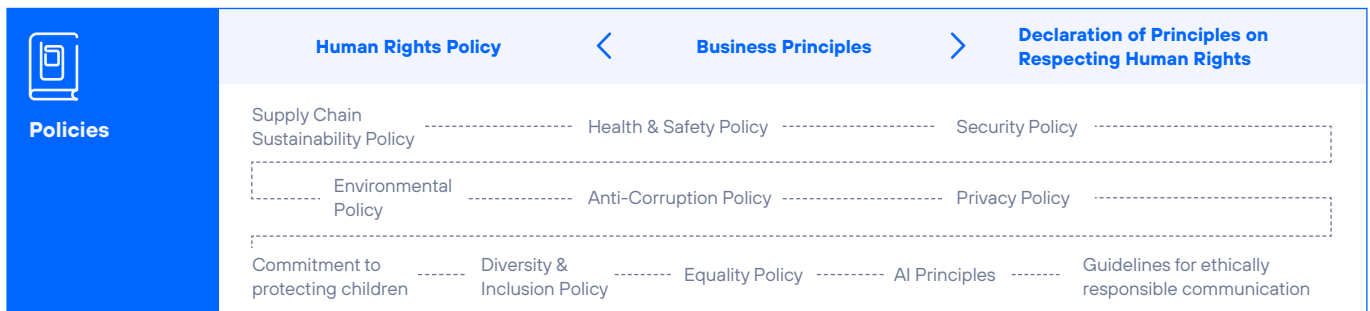 Policies
Human Rights Policy
Business Principles
Declaration of Principles on
Respecting Human Rights
Supply Chain
Sustainability Policy
Health & Safety Policy
Security Policy
Environmental
Policy
Anti-Corruption Policy
Privacy Policy
Commitment to
protecting children
Diversity &
Inclusion Policy
Equality Policy
AI Principles
Guidelines for ethically
responsible communication